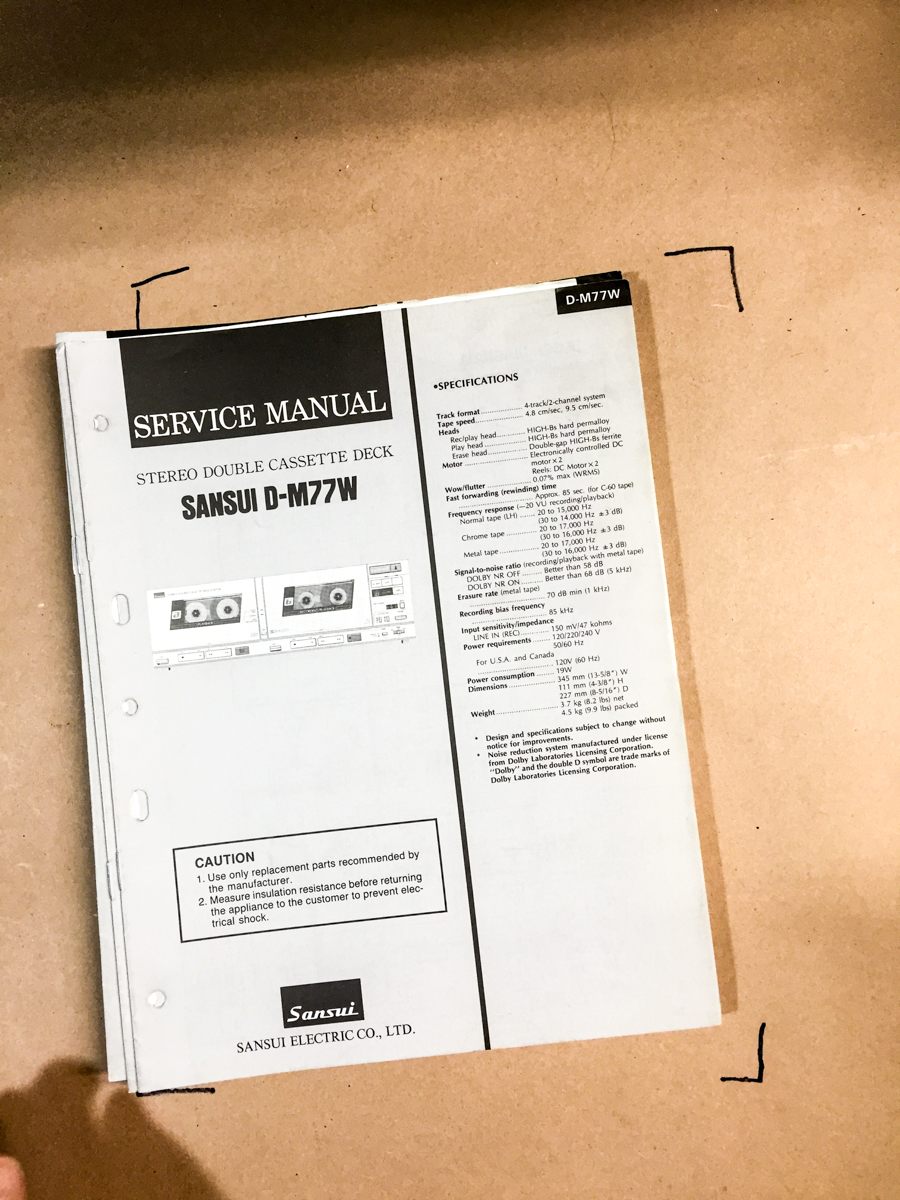 SERVICE MANUAL
STEREO DOUBLE CASSETTE DECK
SANSUI D-M77W
CAUTION
1. Use only replacement parts recommended by
the manufacturer.
2. Measure insulation resistance before returning
the appliance to the customer to prevent elec-
trical shock.
Sansui
SANSUI ELECTRIC CO., LTD.
D-M77W
•SPECIFICATIONS
Track format .................. 4-track/2-channel system
Tape speed .................. 4.8 cm/sec, 9.5 cm/sec.
Heads
Rec/play head ............ HIGH-Bs hard permalloy
Play head .................. HIGH-Bs hard permalloy
Erase head .................. Double-gap HIGH-Bs ferrite
Motor .................. Electronically controlled DC
motor × 2
Reels: DC Motor × 2
Wow/flutter .................. 0.07% max (WRMS)
Fast forwarding (rewinding) time
.................. Approx. 85 sec. (for C-60 tape)
Frequency response (−20 VU recording/playback)
Normal tape (LH) ...... 20 to 15,000 Hz
(30 to 14,000 Hz ±3 dB)
Chrome tape ............ 20 to 17,000 Hz
(30 to 16,000 Hz ±3 dB)
Metal tape .................. 20 to 17,000 Hz
(30 to 16,000 Hz ±3 dB)
Signal-to-noise ratio (recording/playback with metal tape)
DOLBY NR OFF ........ Better than 58 dB
DOLBY NR ON ......... Better than 68 dB (5 kHz)
Erasure rate (metal tape)
.................. 70 dB min (1 kHz)
Recording bias frequency
.................. 85 kHz
Input sensitivity/impedance
LINE IN (REC) ............ 150 mV/47 kohms
Power requirements ...... 120/220/240 V
50/60 Hz
For U.S.A. and Canada
.................. 120V (60 Hz)
Power consumption ....... 19W
Dimensions .................. 345 mm (13-5/8") W
111 mm (4-3/8") H
227 mm (8-5/16") D
Weight .................. 3.7 kg (8.2 lbs) net
4.5 kg (9.9 lbs) packed
* Design and specifications subject to change without
notice for improvements.
* Noise reduction system manufactured under license
from Dolby Laboratories Licensing Corporation.
"Dolby" and the double D symbol are trade marks of
Dolby Laboratories Licensing Corporation.